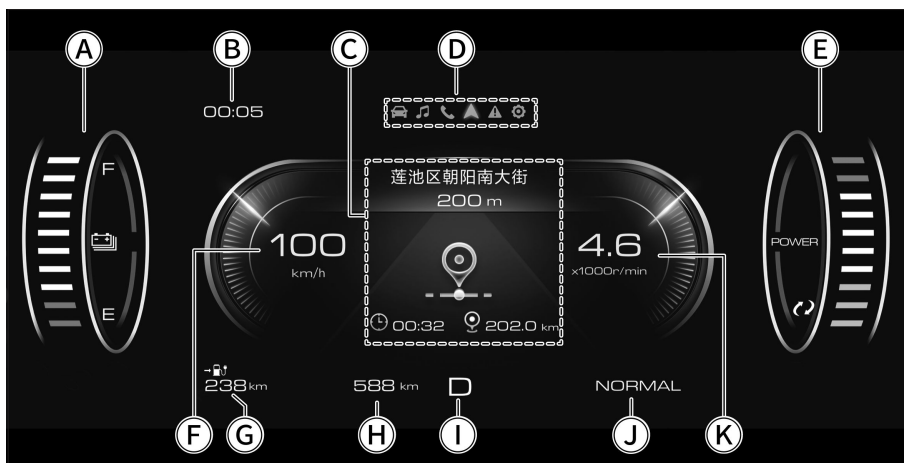 A
B
C
D
E
00:05
F
莲池区朝阳南大街
200 m
100
km/h
4.6
x1000r/min
POWER
E
00:32
202.0 km
238 km
588 km
D
NORMAL
F
G
H
I
J
K